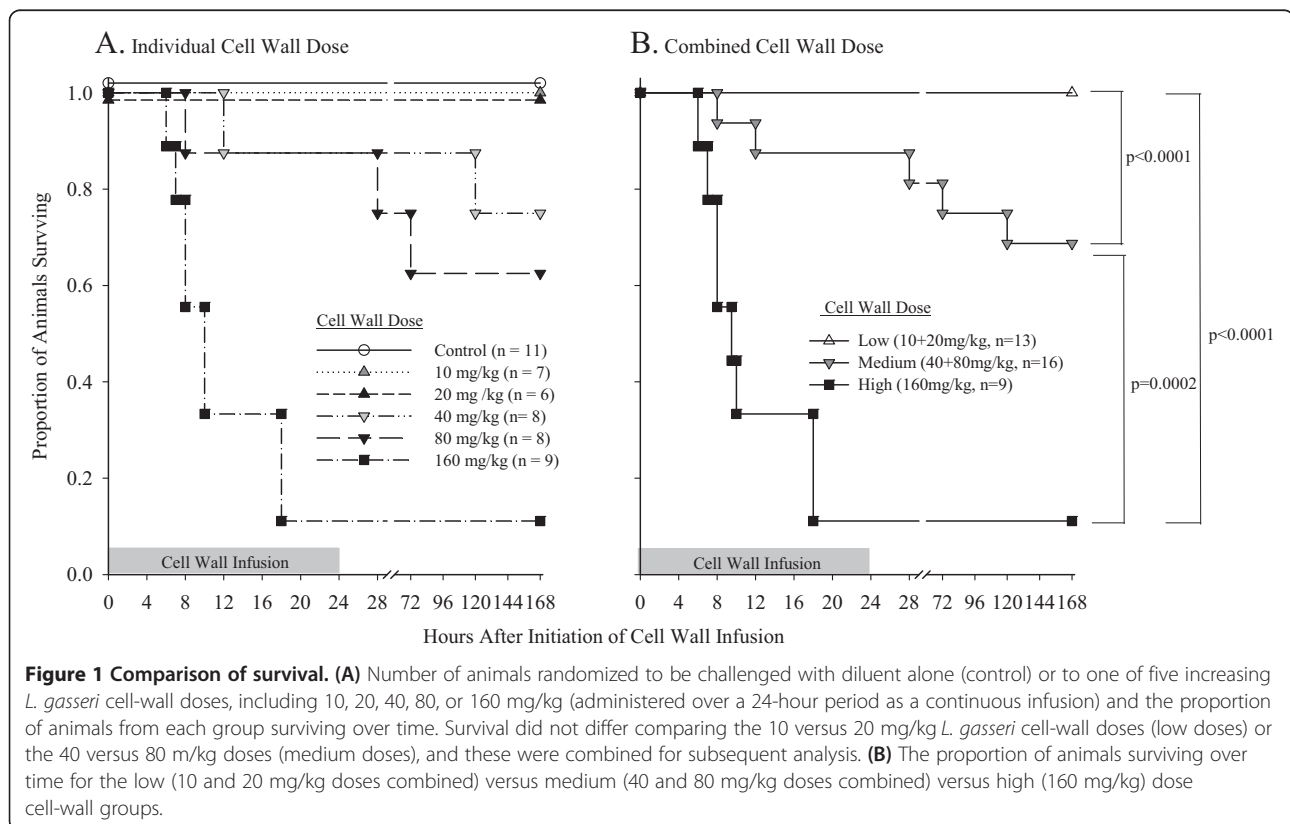 A. Individual Cell Wall Dose
B. Combined Cell Wall Dose
Proportion of Animals Surviving
1.0
0.8
0.6
0.4
0.2
0.0
Cell Wall Dose
Control (n = 11)
10 mg/kg (n = 7)
20 mg /kg (n = 6)
40 mg/kg (n= 8)
80 mg/kg (n = 8)
160 mg/kg (n = 9)
Cell Wall Infusion
0 4 8 12 16 20 24 28 72 96 120 144 168
Cell Wall Dose
Low (10+20mg/kg, n=13)
Medium (40+80mg/kg, n=16)
High (160mg/kg, n=9)
p<0.0001
p=0.0002
p<0.0001
Cell Wall Infusion
0 4 8 12 16 20 24 28 72 96 120 144 168
Hours After Initiation of Cell Wall Infusion
Figure 1 Comparison of survival. (A) Number of animals randomized to be challenged with diluent alone (control) or to one of five increasing
L. gasseri cell-wall doses, including 10, 20, 40, 80, or 160 mg/kg (administered over a 24-hour period as a continuous infusion) and the proportion
of animals from each group surviving over time. Survival did not differ comparing the 10 versus 20 mg/kg L. gasseri cell-wall doses (low doses) or
the 40 versus 80 m/kg doses (medium doses), and these were combined for subsequent analysis. (B) The proportion of animals surviving over
time for the low (10 and 20 mg/kg doses combined) versus medium (40 and 80 mg/kg doses combined) versus high (160 mg/kg) dose
cell-wall groups.